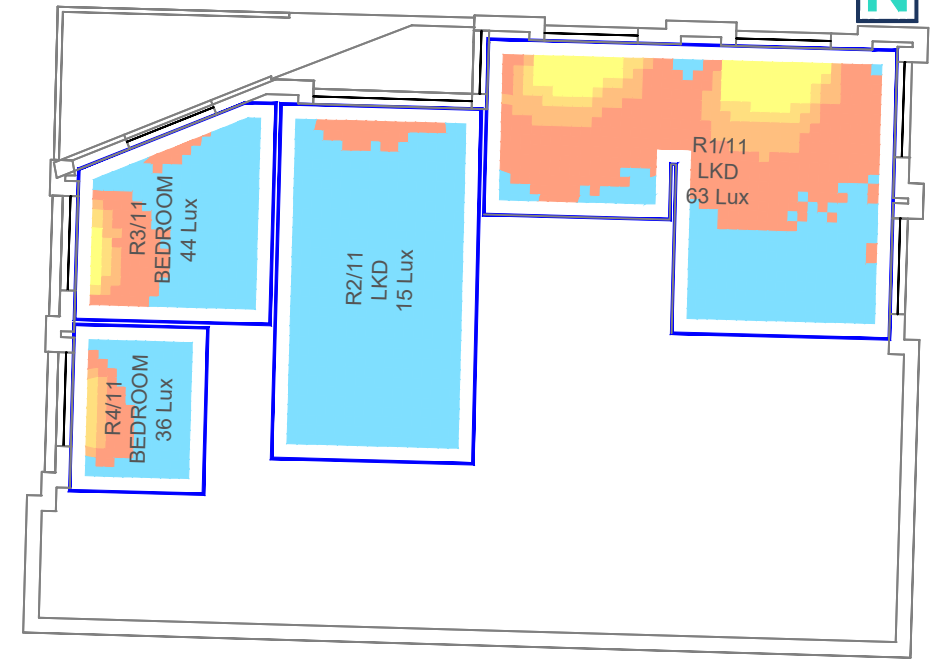 N
R1/11
LKD
63 Lux
R3/11
BEDROOM
44 Lux
R2/11
LKD
15 Lux
R4/11
BEDROOM
36 Lux